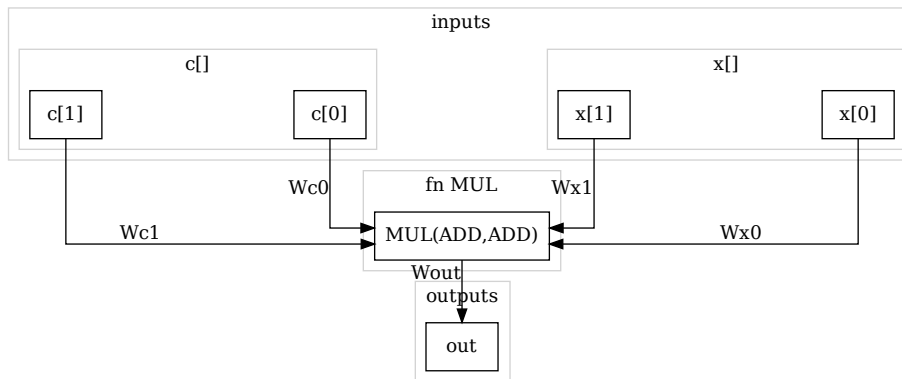 inputs
c[]
x[]
c[1]
c[0]
x[1]
x[0]
Wc0
fn MUL
Wx1
Wc1
MUL(ADD,ADD)
Wx0
Wout
outputs
out